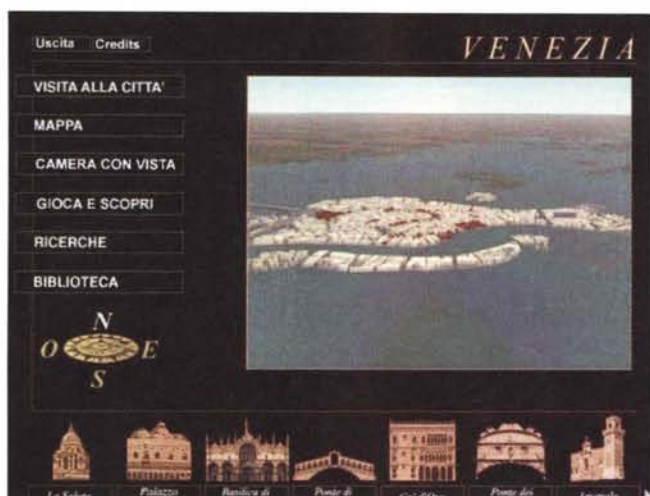 Uscita Credits
VENEZIA
VISITA ALLA CITTA'
MAPPA
CAMERA CON VISTA
GIOCA E SCOPRI
RICERCHE
BIBLIOTECA
N
O E
S
La Salute
Palazzo
Basilica di
Ponte di
Ponte dei